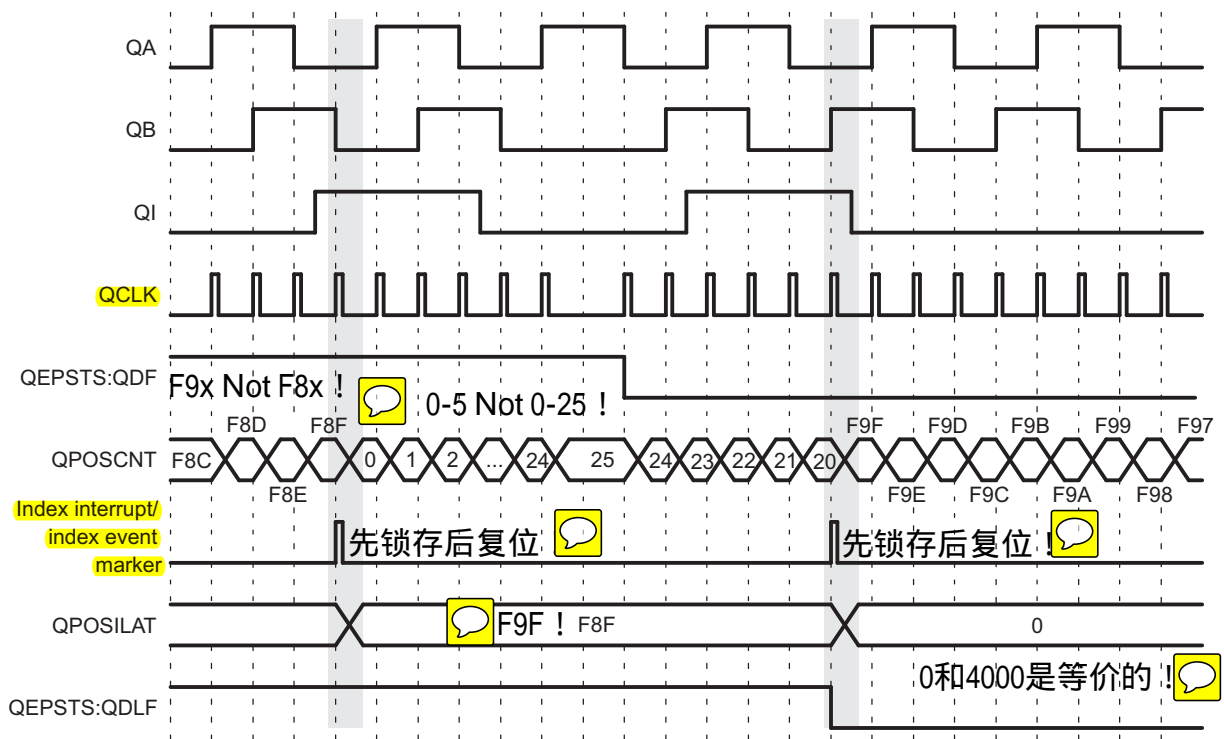 QA
QB
QI
QCLK
QEPSTS:QDF
F9x Not F8x！
0-5 Not 0-25！
F8D F8F F9F F9D F9B F99 F97
QPOSCNT F8C 0 1 2 ... 24 25 24 23 22 21 20
F8E F9E F9C F9A F98
Index interrupt/
index event
marker
先锁存后复位
先锁存后复位！
QPOSILAT F9F！ F8F 0
0和4000是等价的！
QEPSTS:QDLF